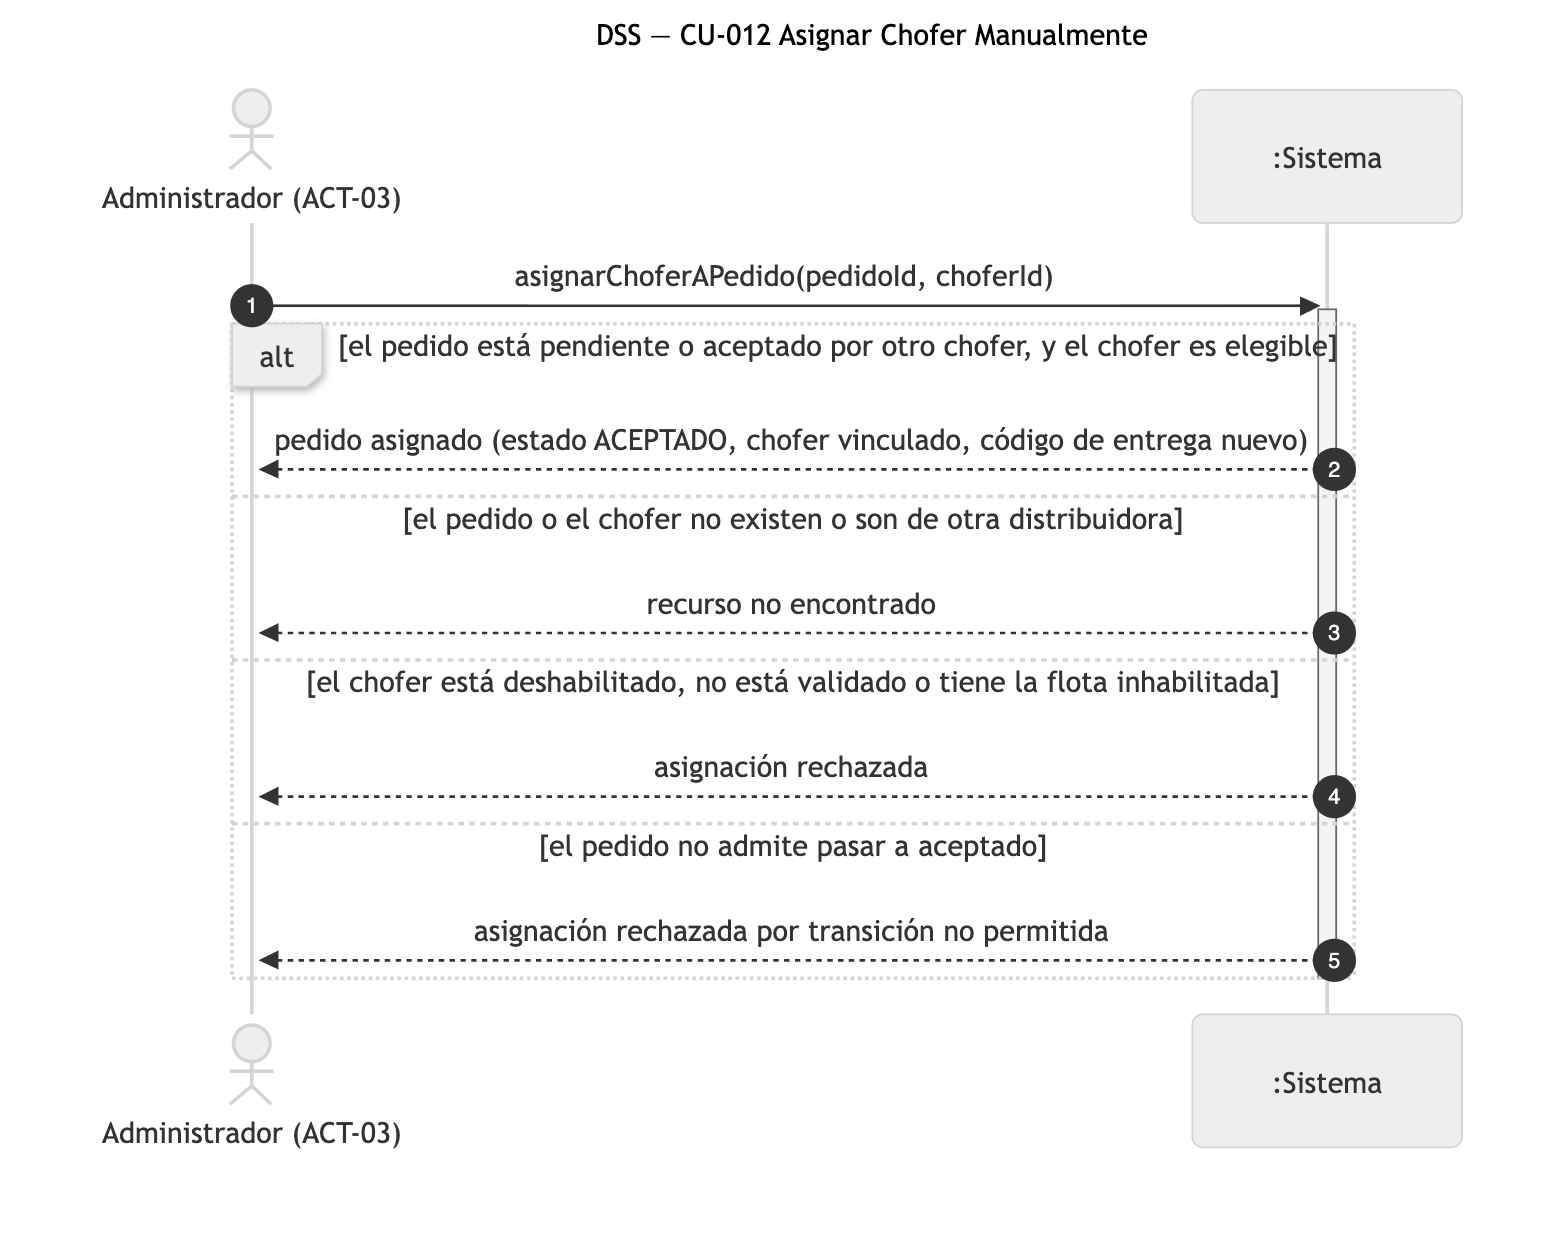 DSS — CU-012 Asignar Chofer Manualmente
Administrador (ACT-03)
:Sistema
asignarChoferAPedido(pedidoId, choferId)
1
alt
[el pedido está pendiente o aceptado por otro chofer, y el chofer es elegible]
pedido asignado (estado ACEPTADO, chofer vinculado, código de entrega nuevo)
2
[el pedido o el chofer no existen o son de otra distribuidora]
recurso no encontrado
3
[el chofer está deshabilitado, no está validado o tiene la flota inhabilitada]
asignación rechazada
4
[el pedido no admite pasar a aceptado]
asignación rechazada por transición no permitida
5
Administrador (ACT-03)
:Sistema